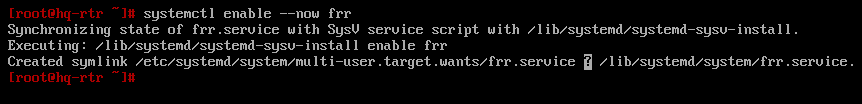 [root@hq-rtr ~]# systemctl enable --now frr
Synchronizing state of frr.service with SysV service script with /lib/systemd/systemd-sysv-install.
Executing: /lib/systemd/systemd-sysv-install enable frr
Created symlink /etc/systemd/system/multi-user.target.wants/frr.service ? /lib/systemd/system/frr.service.
[root@hq-rtr ~]#